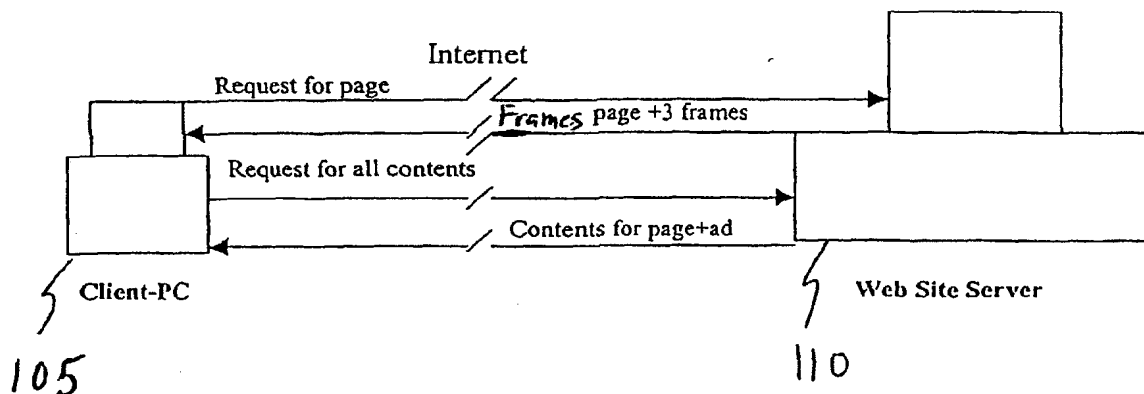 Internet
Request for page
Frames page +3 frames
Request for all contents
Contents for page+ad
Client-PC
Web Site Server
105
110